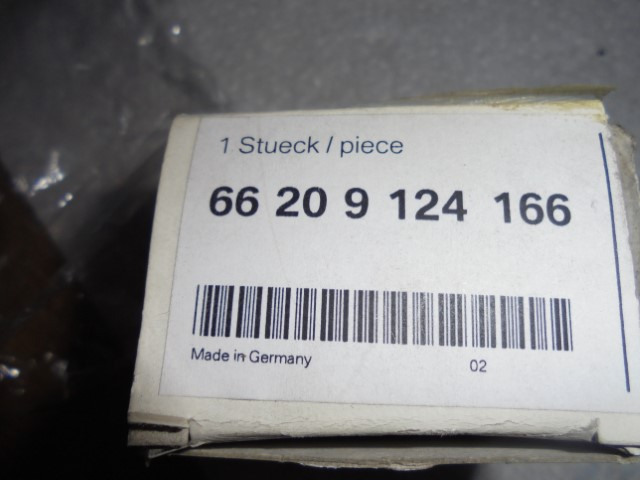 1 Stueck / piece
66 20 9 124 166
Made in Germany
02